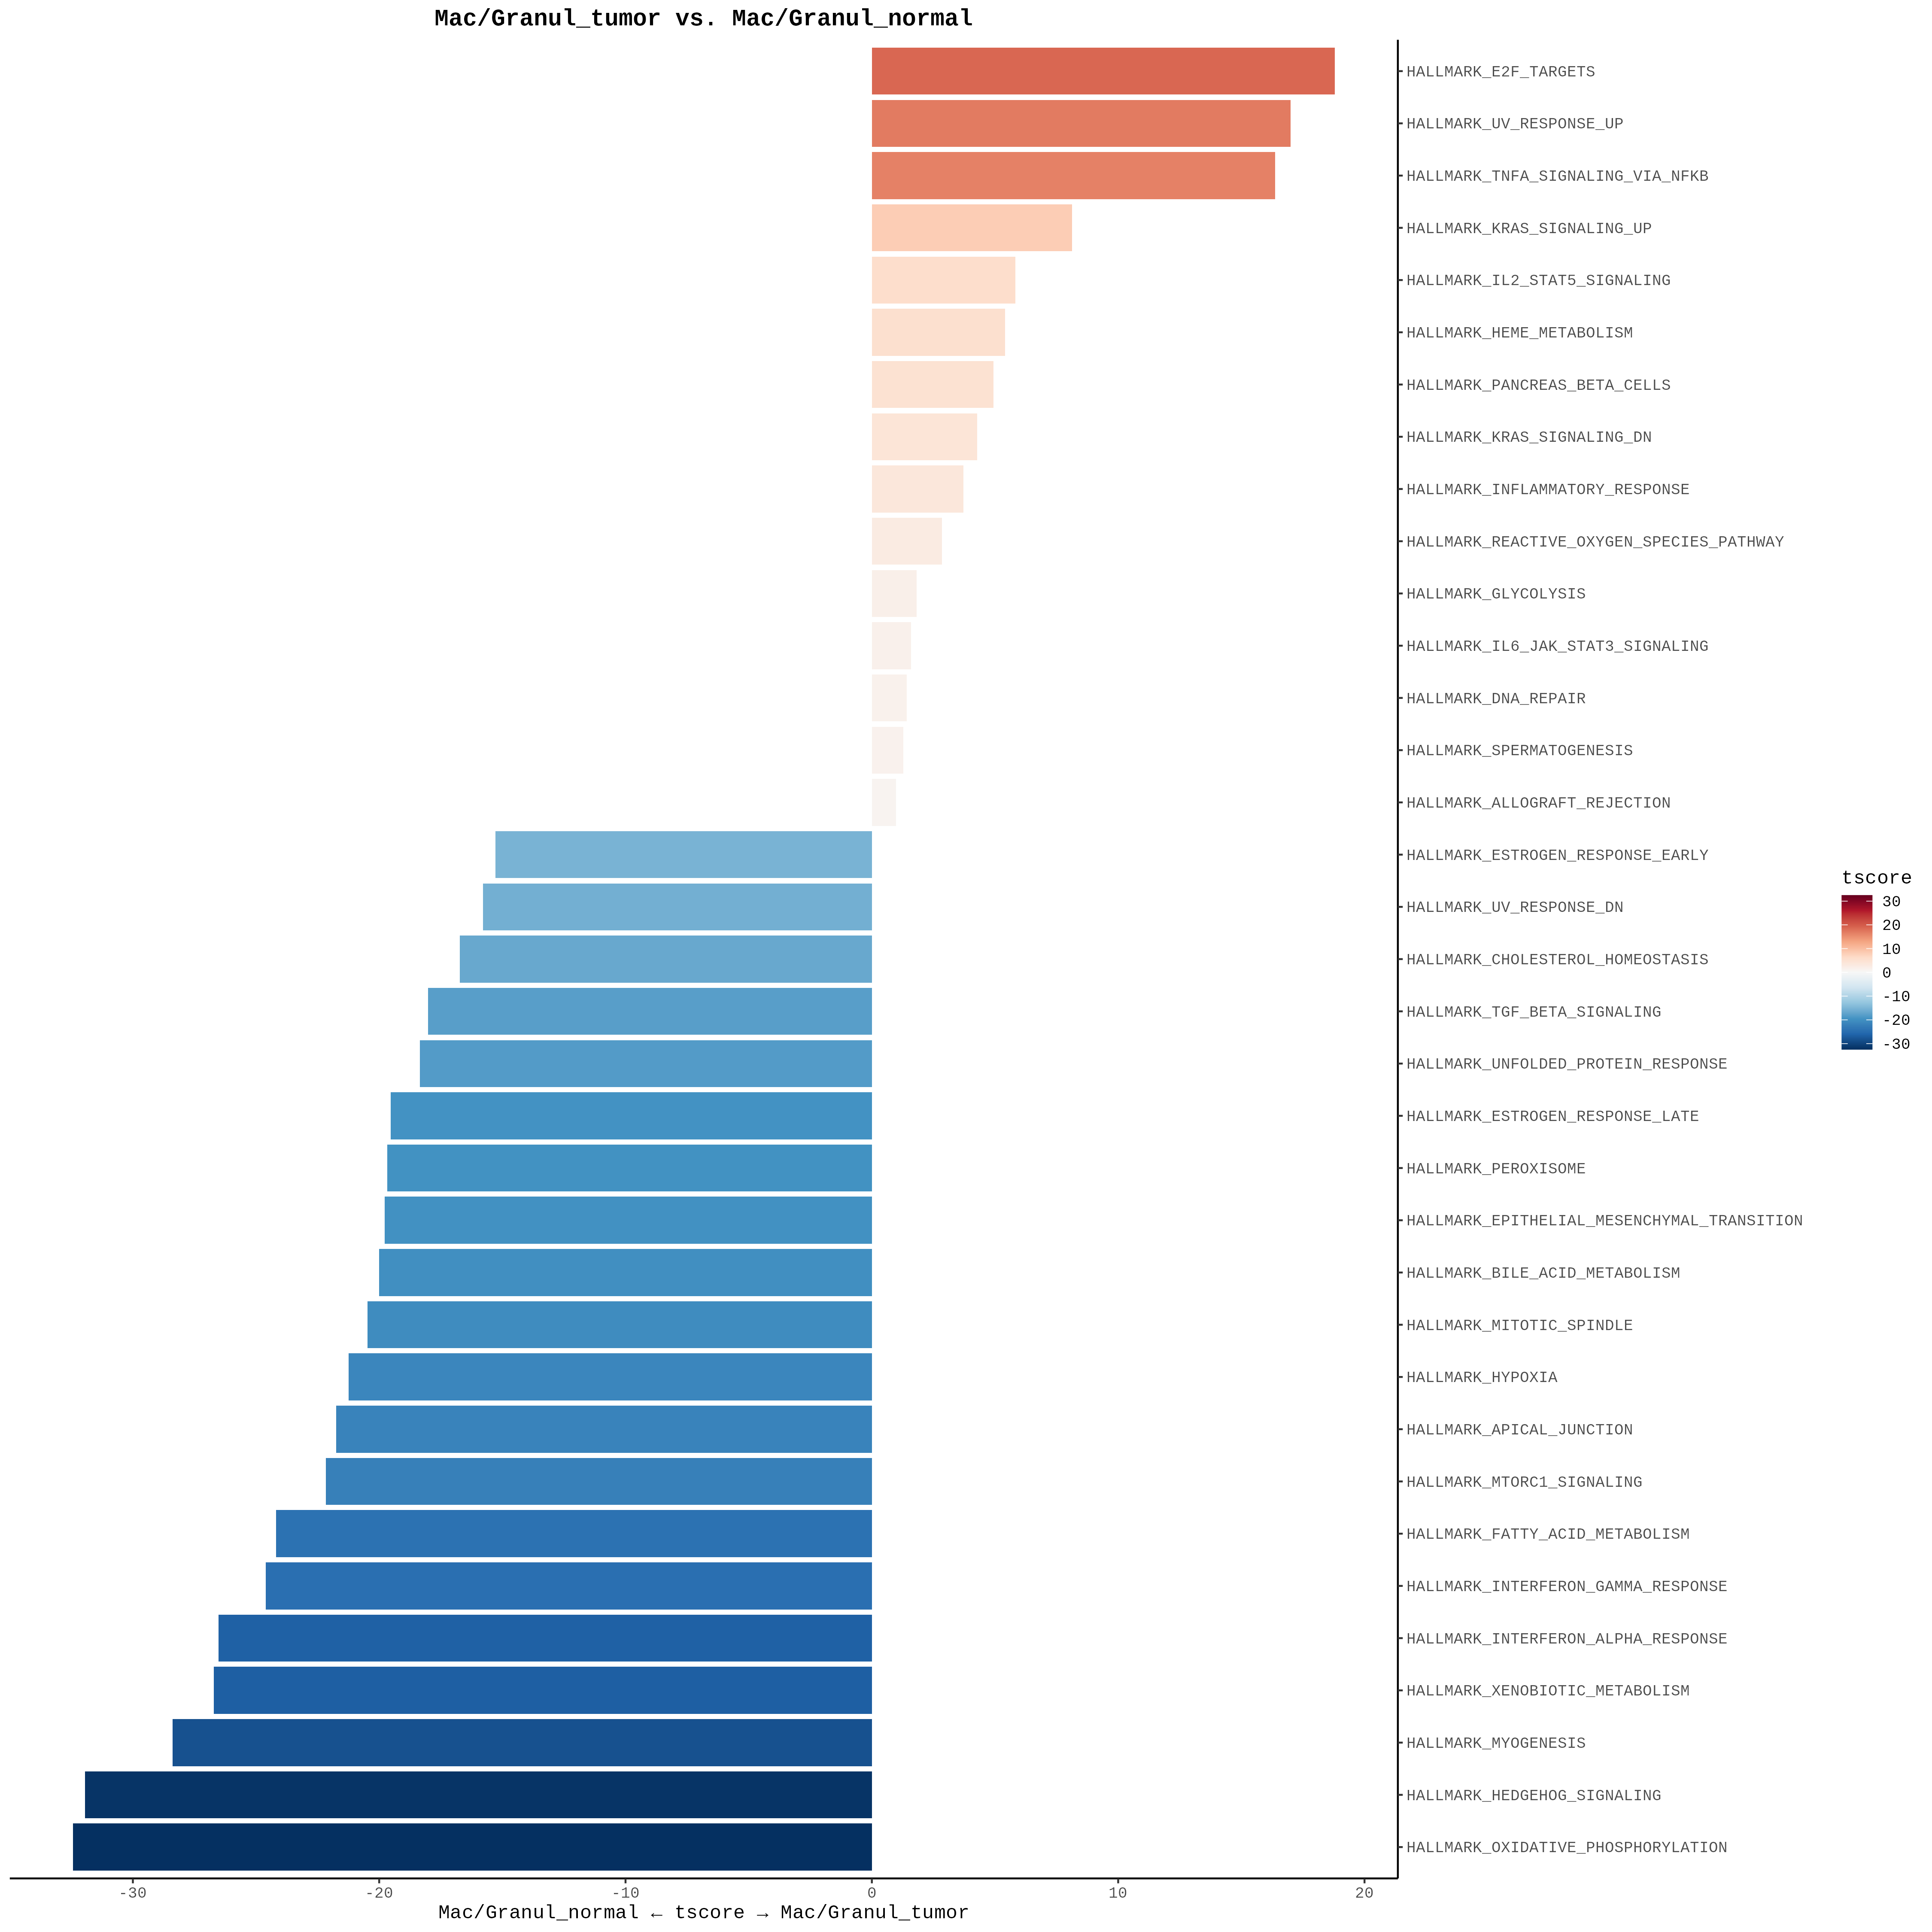 Mac/Granul_tumor vs. Mac/Granul_normal
HALLMARK_E2F_TARGETS
HALLMARK_UV_RESPONSE_UP
HALLMARK_TNFA_SIGNALING_VIA_NFKB
HALLMARK_KRAS_SIGNALING_UP
HALLMARK_IL2_STAT5_SIGNALING
HALLMARK_HEME_METABOLISM
HALLMARK_PANCREAS_BETA_CELLS
HALLMARK_KRAS_SIGNALING_DN
HALLMARK_INFLAMMATORY_RESPONSE
HALLMARK_REACTIVE_OXYGEN_SPECIES_PATHWAY
HALLMARK_GLYCOLYSIS
HALLMARK_IL6_JAK_STAT3_SIGNALING
HALLMARK_DNA_REPAIR
HALLMARK_SPERMATOGENESIS
HALLMARK_ALLOGRAFT_REJECTION
HALLMARK_ESTROGEN_RESPONSE_EARLY
HALLMARK_UV_RESPONSE_DN
HALLMARK_CHOLESTEROL_HOMEOSTASIS
HALLMARK_TGF_BETA_SIGNALING
HALLMARK_UNFOLDED_PROTEIN_RESPONSE
HALLMARK_ESTROGEN_RESPONSE_LATE
HALLMARK_PEROXISOME
HALLMARK_EPITHELIAL_MESENCHYMAL_TRANSITION
HALLMARK_BILE_ACID_METABOLISM
HALLMARK_MITOTIC_SPINDLE
HALLMARK_HYPOXIA
HALLMARK_APICAL_JUNCTION
HALLMARK_MTORC1_SIGNALING
HALLMARK_FATTY_ACID_METABOLISM
HALLMARK_INTERFERON_GAMMA_RESPONSE
HALLMARK_INTERFERON_ALPHA_RESPONSE
HALLMARK_XENOBIOTIC_METABOLISM
HALLMARK_MYOGENESIS
HALLMARK_HEDGEHOG_SIGNALING
HALLMARK_OXIDATIVE_PHOSPHORYLATION
-30 -20 -10 0 10 20
Mac/Granul_normal ← tscore → Mac/Granul_tumor
tscore
30
20
10
0
-10
-20
-30